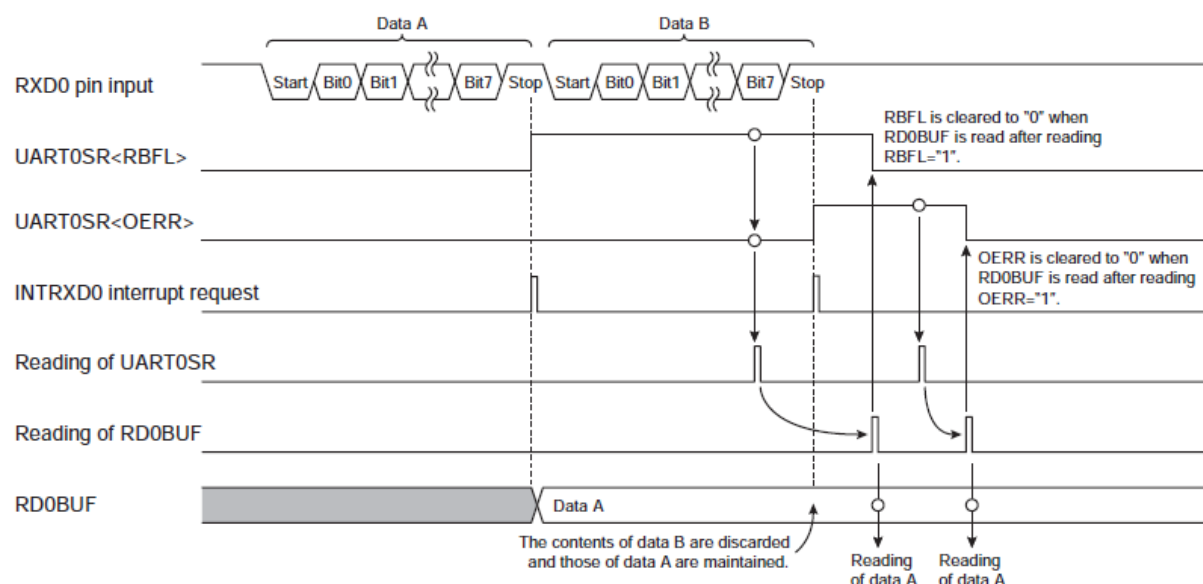 Data A Data B
RXD0 pin input
Start Bit0 Bit1 Bit7 Stop Start Bit0 Bit1 Bit7 Stop
RBFL is cleared to "0" when
RD0BUF is read after reading
RBFL="1".
UART0SR<RBFL>
UART0SR<OERR>
OERR is cleared to "0" when
RD0BUF is read after reading
OERR="1".
INTRXD0 interrupt request
Reading of UART0SR
Reading of RD0BUF
RD0BUF
Data A
The contents of data B are discarded
and those of data A are maintained.
Reading
of data A
Reading
of data A